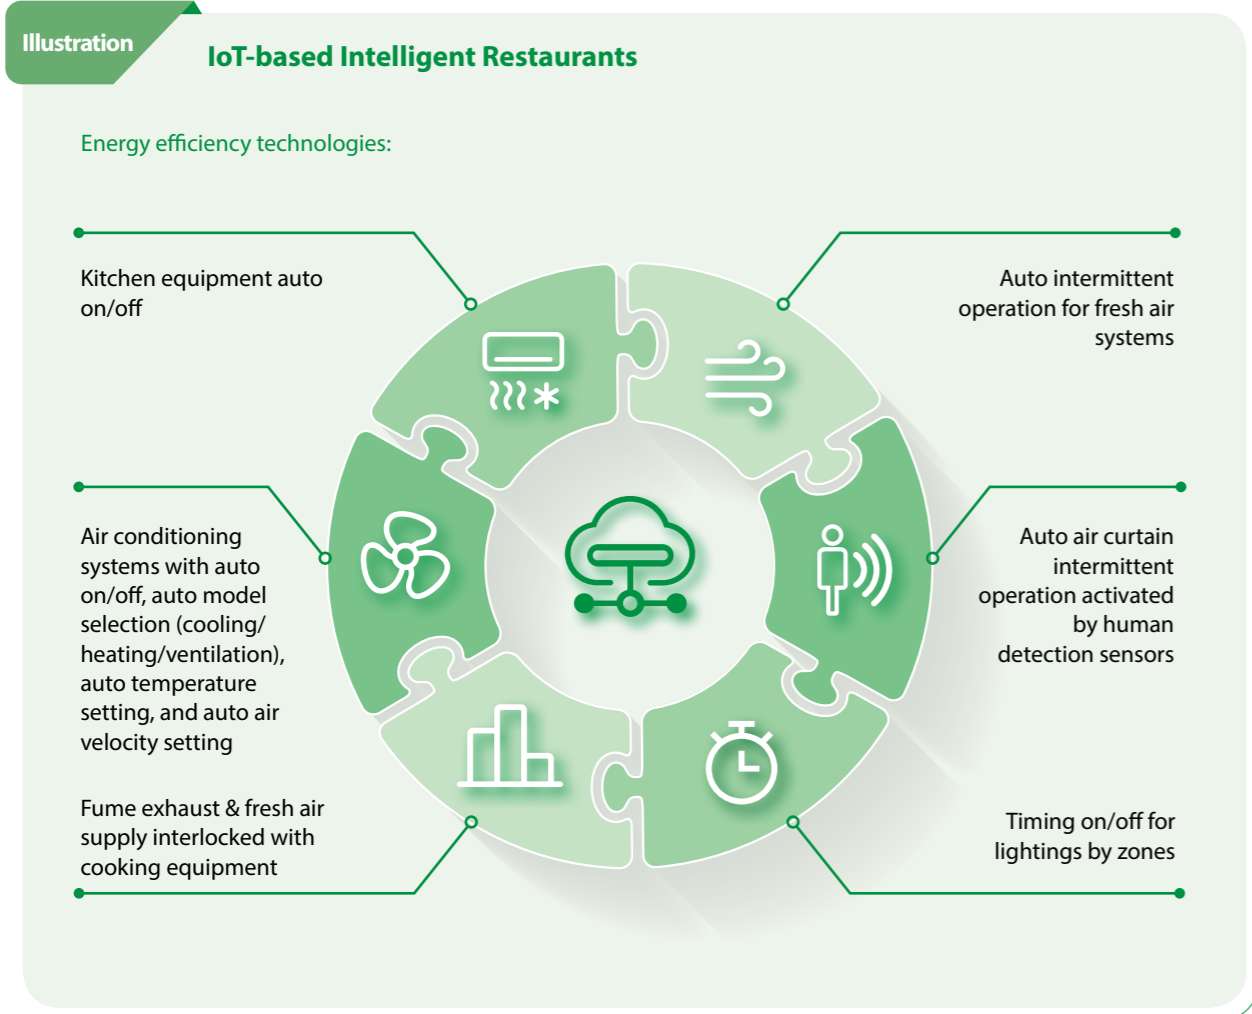 Illustration
IoT-based Intelligent Restaurants
Energy efficiency technologies:
Kitchen equipment auto
on/off
Air conditioning
systems with auto
on/off, auto model
selection (cooling/
heating/ventilation),
auto temperature
setting, and auto air
velocity setting
Fume exhaust & fresh air
supply interlocked with
cooking equipment
Auto intermittent
operation for fresh air
systems
Auto air curtain
intermittent
operation activated
by human
detection sensors
Timing on/off for
lightings by zones